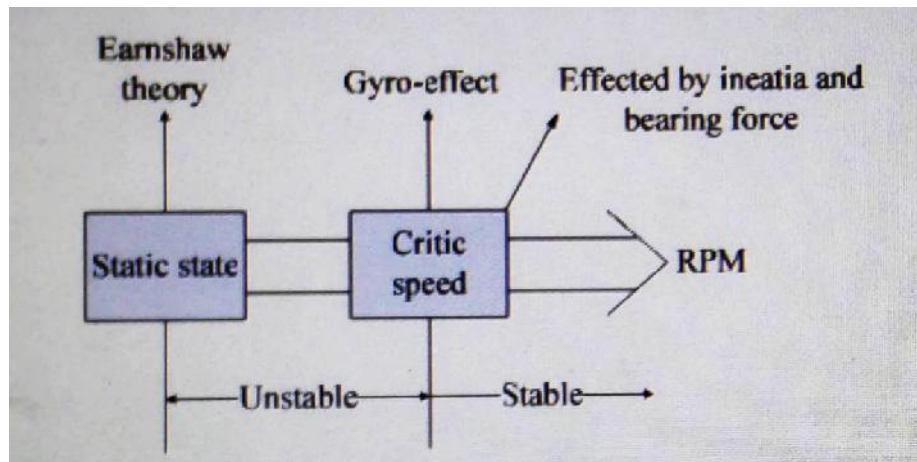 Earnshaw
theory
Gyro-effect
Effected by ineatia and
bearing force
Static state
Critic
speed
RPM
Unstable
Stable